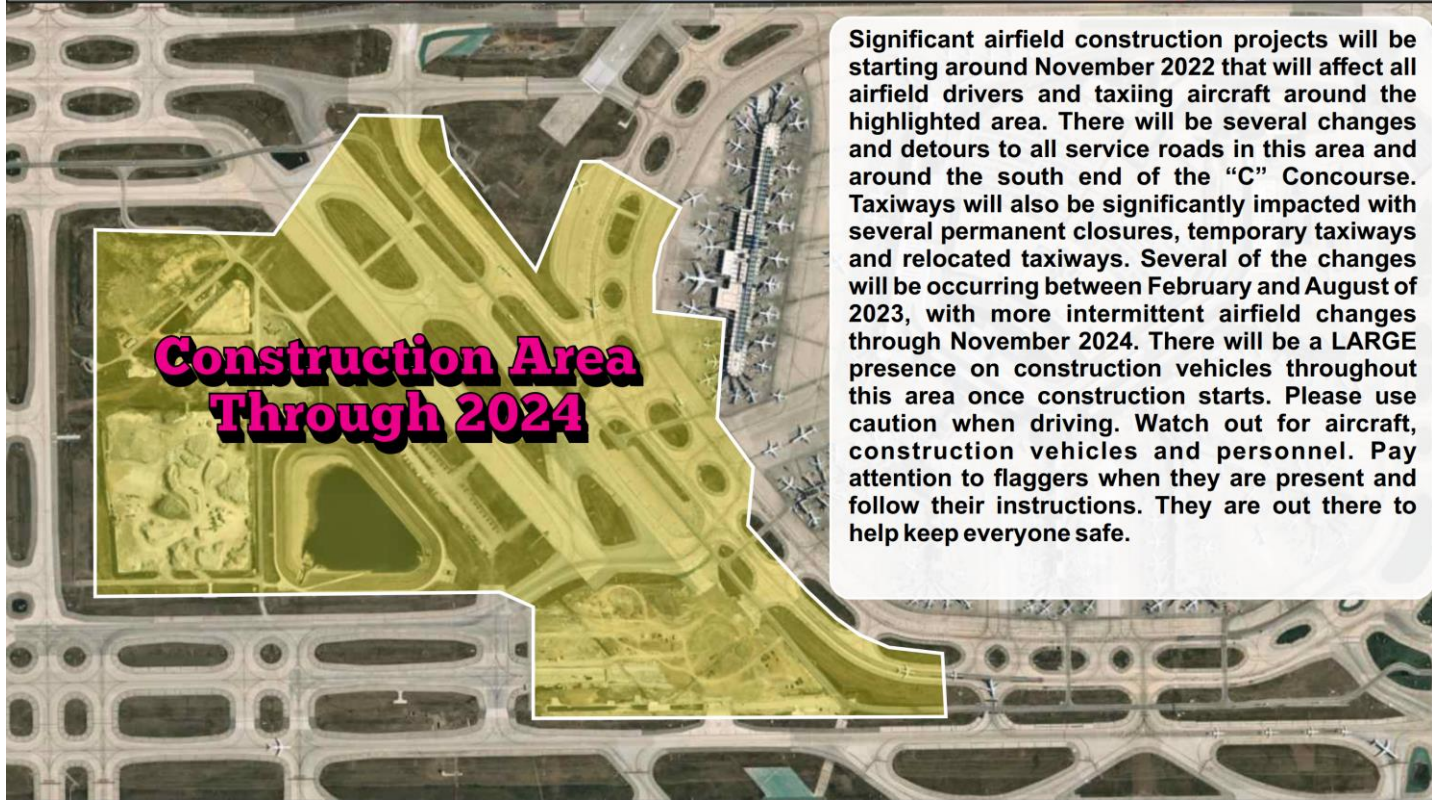 Construction Area
Through 2024
Significant airfield construction projects will be
starting around November 2022 that will affect all
airfield drivers and taxiing aircraft around the
highlighted area. There will be several changes
and detours to all service roads in this area and
around the south end of the “C” Concourse.
Taxiways will also be significantly impacted with
several permanent closures, temporary taxiways
and relocated taxiways. Several of the changes
will be occurring between February and August of
2023, with more intermittent airfield changes
through November 2024. There will be a LARGE
presence on construction vehicles throughout
this area once construction starts. Please use
caution when driving. Watch out for aircraft,
construction vehicles and personnel. Pay
attention to flaggers when they are present and
follow their instructions. They are out there to
help keep everyone safe.